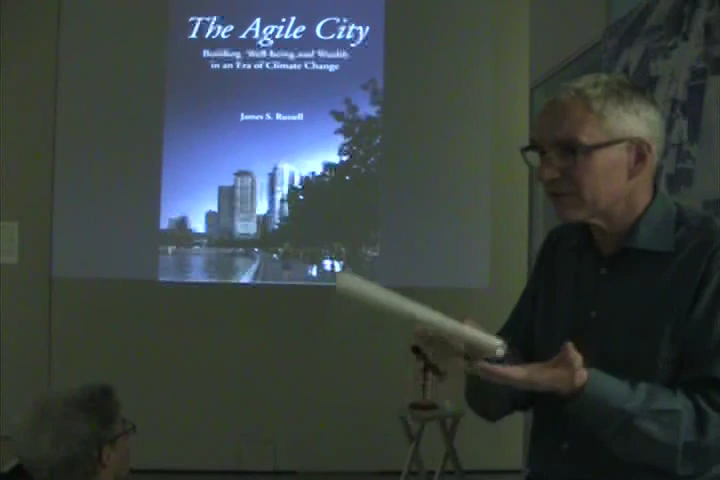 The Agile City
Building Well-being and Wealth
in an Era of Climate Change
James S. Russell